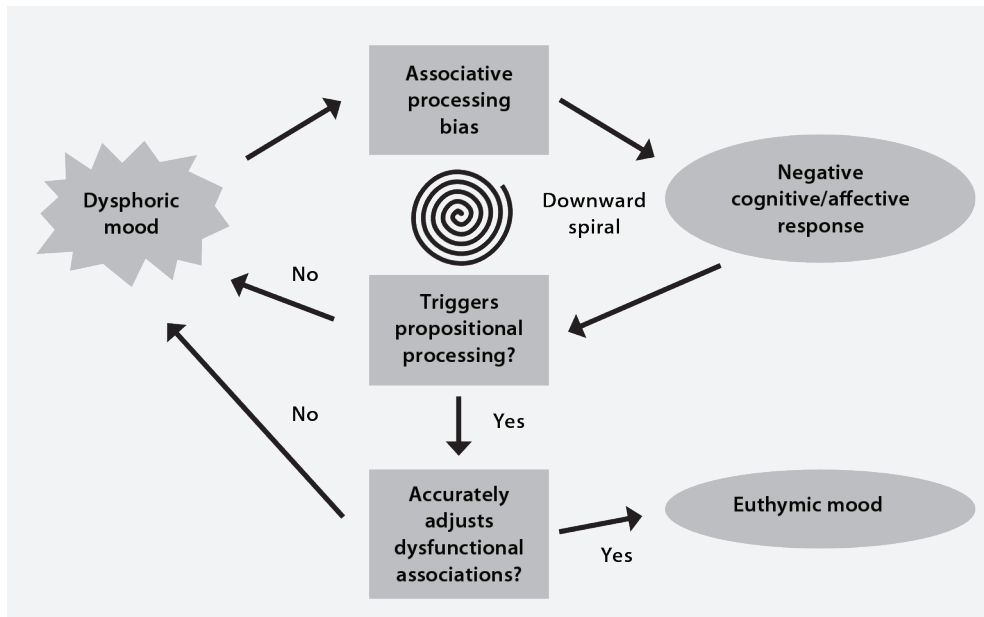 Associative
processing
bias
Dysphoric
mood
Downward
spiral
Negative
cognitive/affective
response
No
Triggers
propositional
processing?
No
Yes
Accurately
adjusts
dysfunctional
associations?
Yes
Euthymic mood